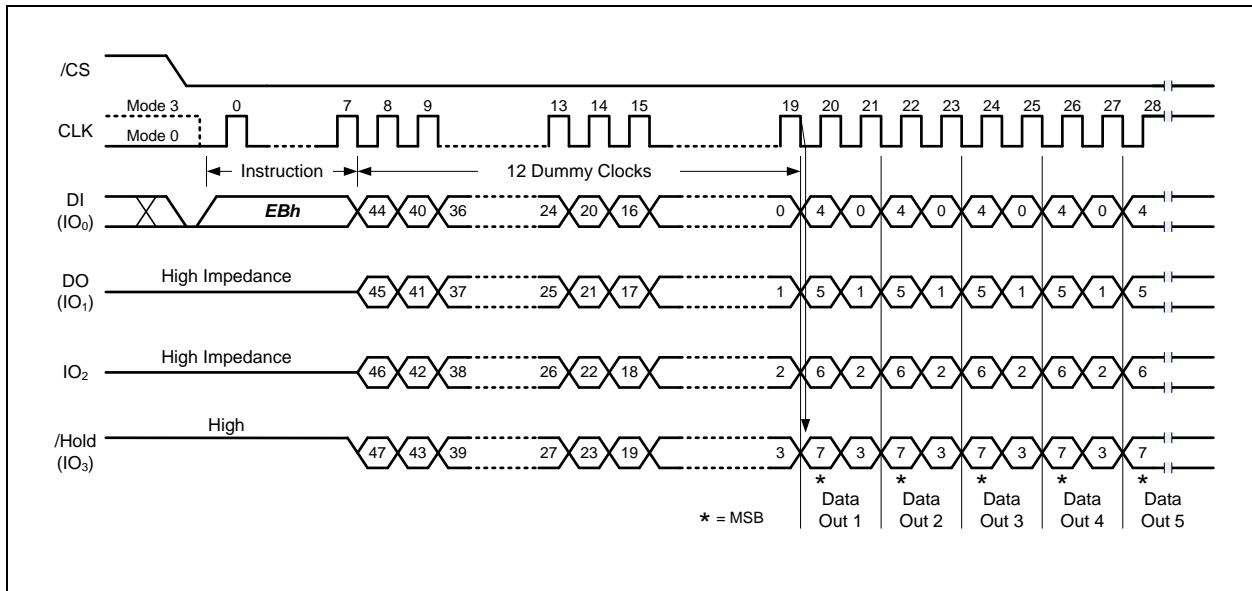 /CS
Mode 3 0 7 8 9 13 14 15 19 20 21 22 23 24 25 26 27 28
CLK
Mode 0
Instruction 12 Dummy Clocks
DI
(IO0)
EBh 44 40 36 24 20 16 0 4 0 4 0 4 0 4 0 4
DO
(IO1)
High Impedance 45 41 37 25 21 17 1 5 1 5 1 5 1 5 1 5
IO2
High Impedance 46 42 38 26 22 18 2 6 2 6 2 6 2 6 2 6
/Hold
(IO3)
High 47 43 39 27 23 19 3 7 3 7 3 7 3 7 3 7
* * * * *
* = MSB
Data
Out 1
Data
Out 2
Data
Out 3
Data
Out 4
Data
Out 5